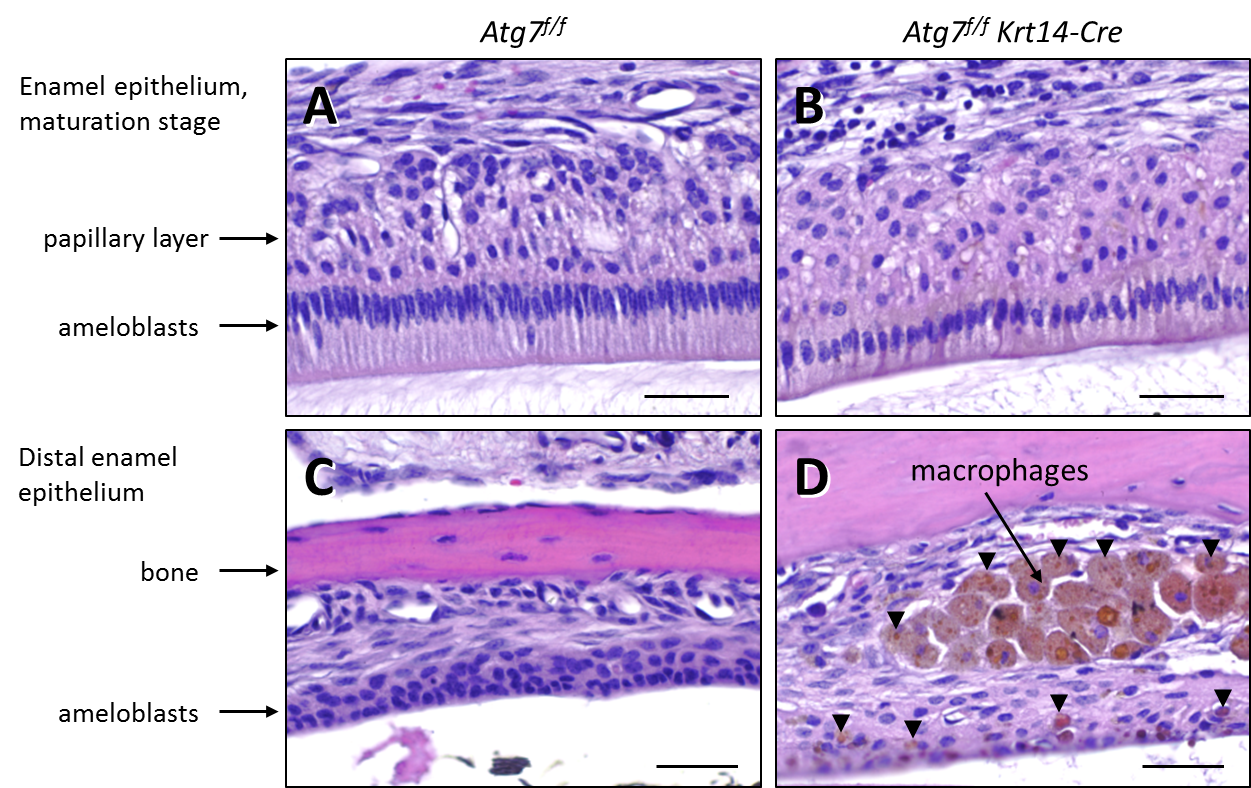 Atg7f/f
Atg7f/f Krt14-Cre
Enamel epithelium,
maturation stage
A
B
papillary layer
ameloblasts
Distal enamel
epithelium
C
D
macrophages
bone
ameloblasts